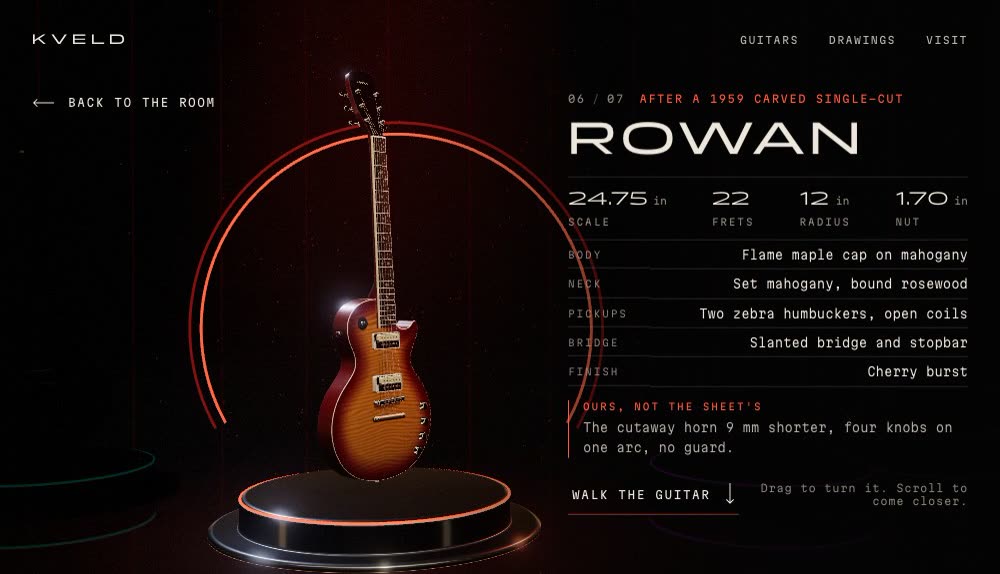 KVELD
GUITARS DRAWINGS VISIT
← BACK TO THE ROOM
06 / 07 AFTER A 1959 CARVED SINGLE-CUT
ROWAN
24.75 in 22 12 in 1.70 in
SCALE FRETS RADIUS NUT
BODY Flame maple cap on mahogany
NECK Set mahogany, bound rosewood
PICKUPS Two zebra humbuckers, open coils
BRIDGE Slanted bridge and stopbar
FINISH Cherry burst
OURS, NOT THE SHEET'S
The cutaway horn 9 mm shorter, four knobs on
one arc, no guard.
WALK THE GUITAR ↓
Drag to turn it. Scroll to
come closer.